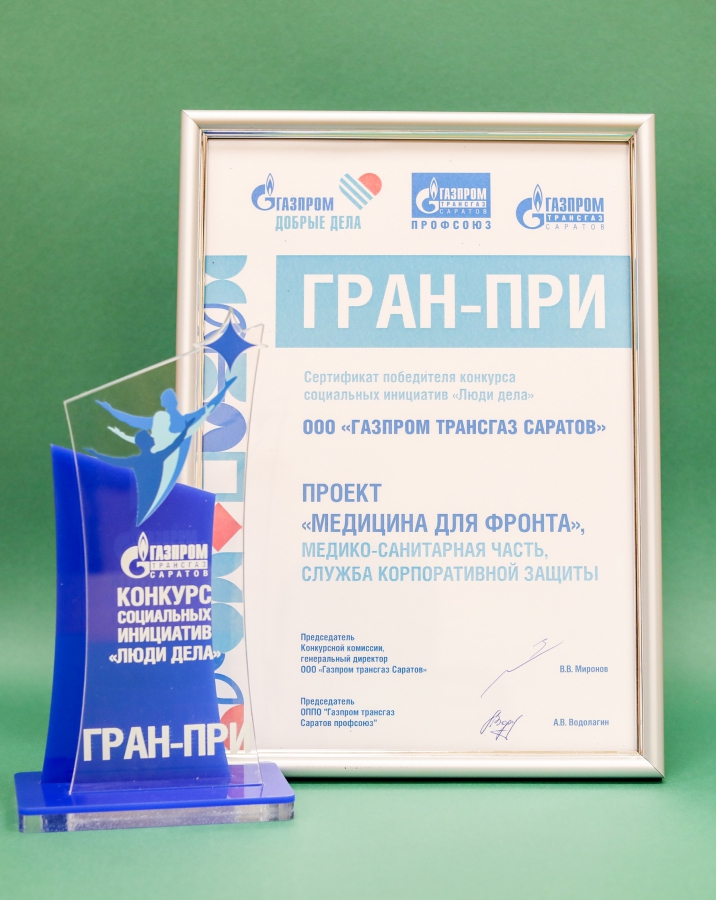 ГАЗПРОМ
ДОБРЫЕ ДЕЛА
ГАЗПРОМ
ТРАНСГАЗ
САРАТОВ
ПРОФСОЮЗ
ГАЗПРОМ
ТРАНСГАЗ
САРАТОВ
ГРАН-ПРИ
Сертификат победителя конкурса
социальных инициатив «Люди дела»
ООО «ГАЗПРОМ ТРАНСГАЗ САРАТОВ»
ПРОЕКТ
«МЕДИЦИНА ДЛЯ ФРОНТА»,
МЕДИКО-САНИТАРНАЯ ЧАСТЬ,
СЛУЖБА КОРПОРАТИВНОЙ ЗАЩИТЫ
Председатель
Конкурсной комиссии,
генеральный директор
ООО «Газпром трансгаз Саратов»
В.В. Миронов
Председатель
ОППО "Газпром трансгаз
Саратов профсоюз"
А.В. Водолагин
ГАЗПРОМ
ТРАНСГАЗ
САРАТОВ
КОНКУРС
СОЦИАЛЬНЫХ
ИНИЦИАТИВ
«ЛЮДИ ДЕЛА»
ГРАН-ПРИ